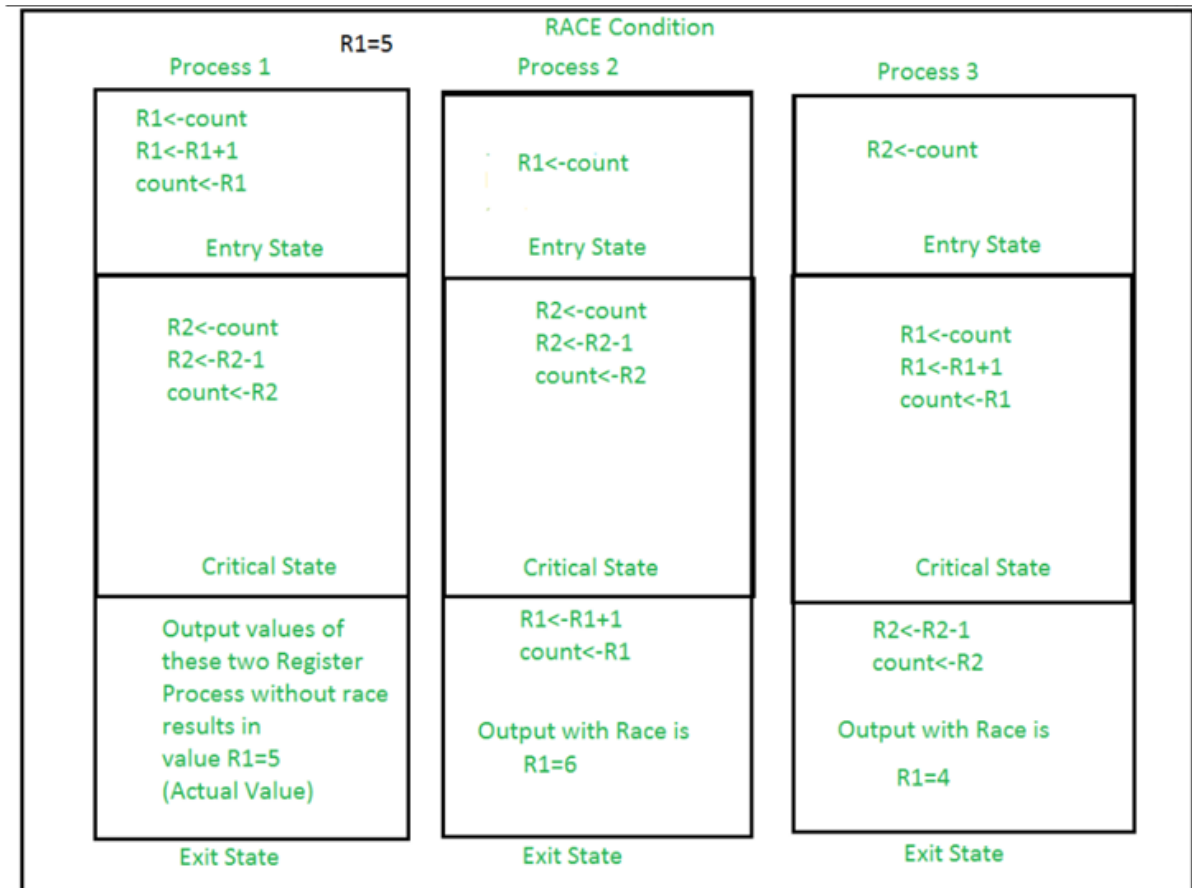 RACE Condition
R1=5
Process 1
R1<-count
R1<-R1+1
count<-R1
Entry State
R2<-count
R2<-R2-1
count<-R2
Critical State
Output values of
these two Register
Process without race
results in
value R1=5
(Actual Value)
Exit State
Process 2
R1<-count
Entry State
R2<-count
R2<-R2-1
count<-R2
Critical State
R1<-R1+1
count<-R1
Output with Race is
R1=6
Exit State
Process 3
R2<-count
Entry State
R1<-count
R1<-R1+1
count<-R1
Critical State
R2<-R2-1
count<-R2
Output with Race is
R1=4
Exit State